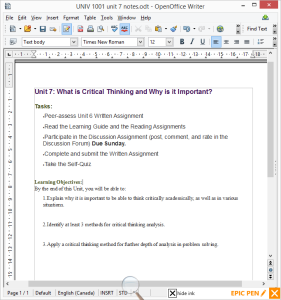 UNIV 1001 unit 7 notes.odt - OpenOffice Writer
File Edit View Insert Format Table Tools Window Help
Find Text
Text body Times New Roman 12
Unit 7: What is Critical Thinking and Why is it Important?
Tasks:
•Peer-assess Unit 6 Written Assignment
•Read the Learning Guide and the Reading Assignments
•Participate in the Discussion Assignment (post, comment, and rate in the
Discussion Forum) Due Sunday.
•Complete and submit the Written Assignment
•Take the Self-Quiz
Learning Objectives:
By the end of this Unit, you will be able to:
1.Explain why it is important to be able to think critically academically, as well as in various
situations.
2.Identify at least 3 methods for critical thinking analysis.
3.Apply a critical thinking method for further depth of analysis in problem solving.
Page 1 / 1 Default English (Canada) INSRT STD
hide ink
EPIC PEN